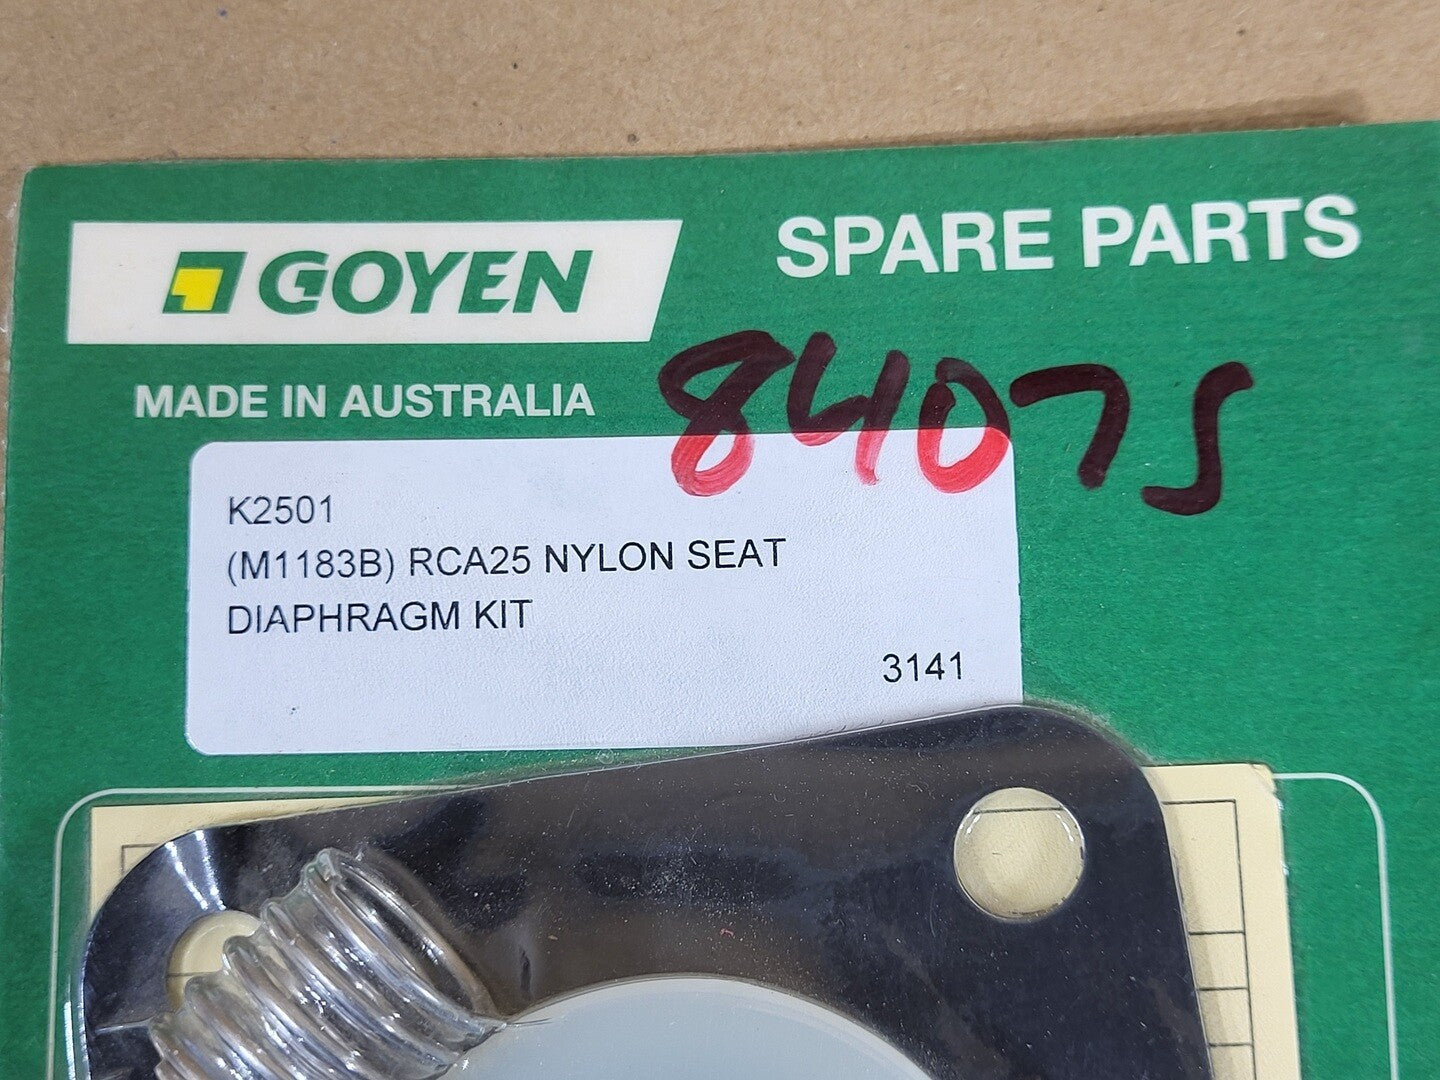 GOYEN
SPARE PARTS
MADE IN AUSTRALIA
84075
K2501
(M1183B) RCA25 NYLON SEAT
DIAPHRAGM KIT
3141